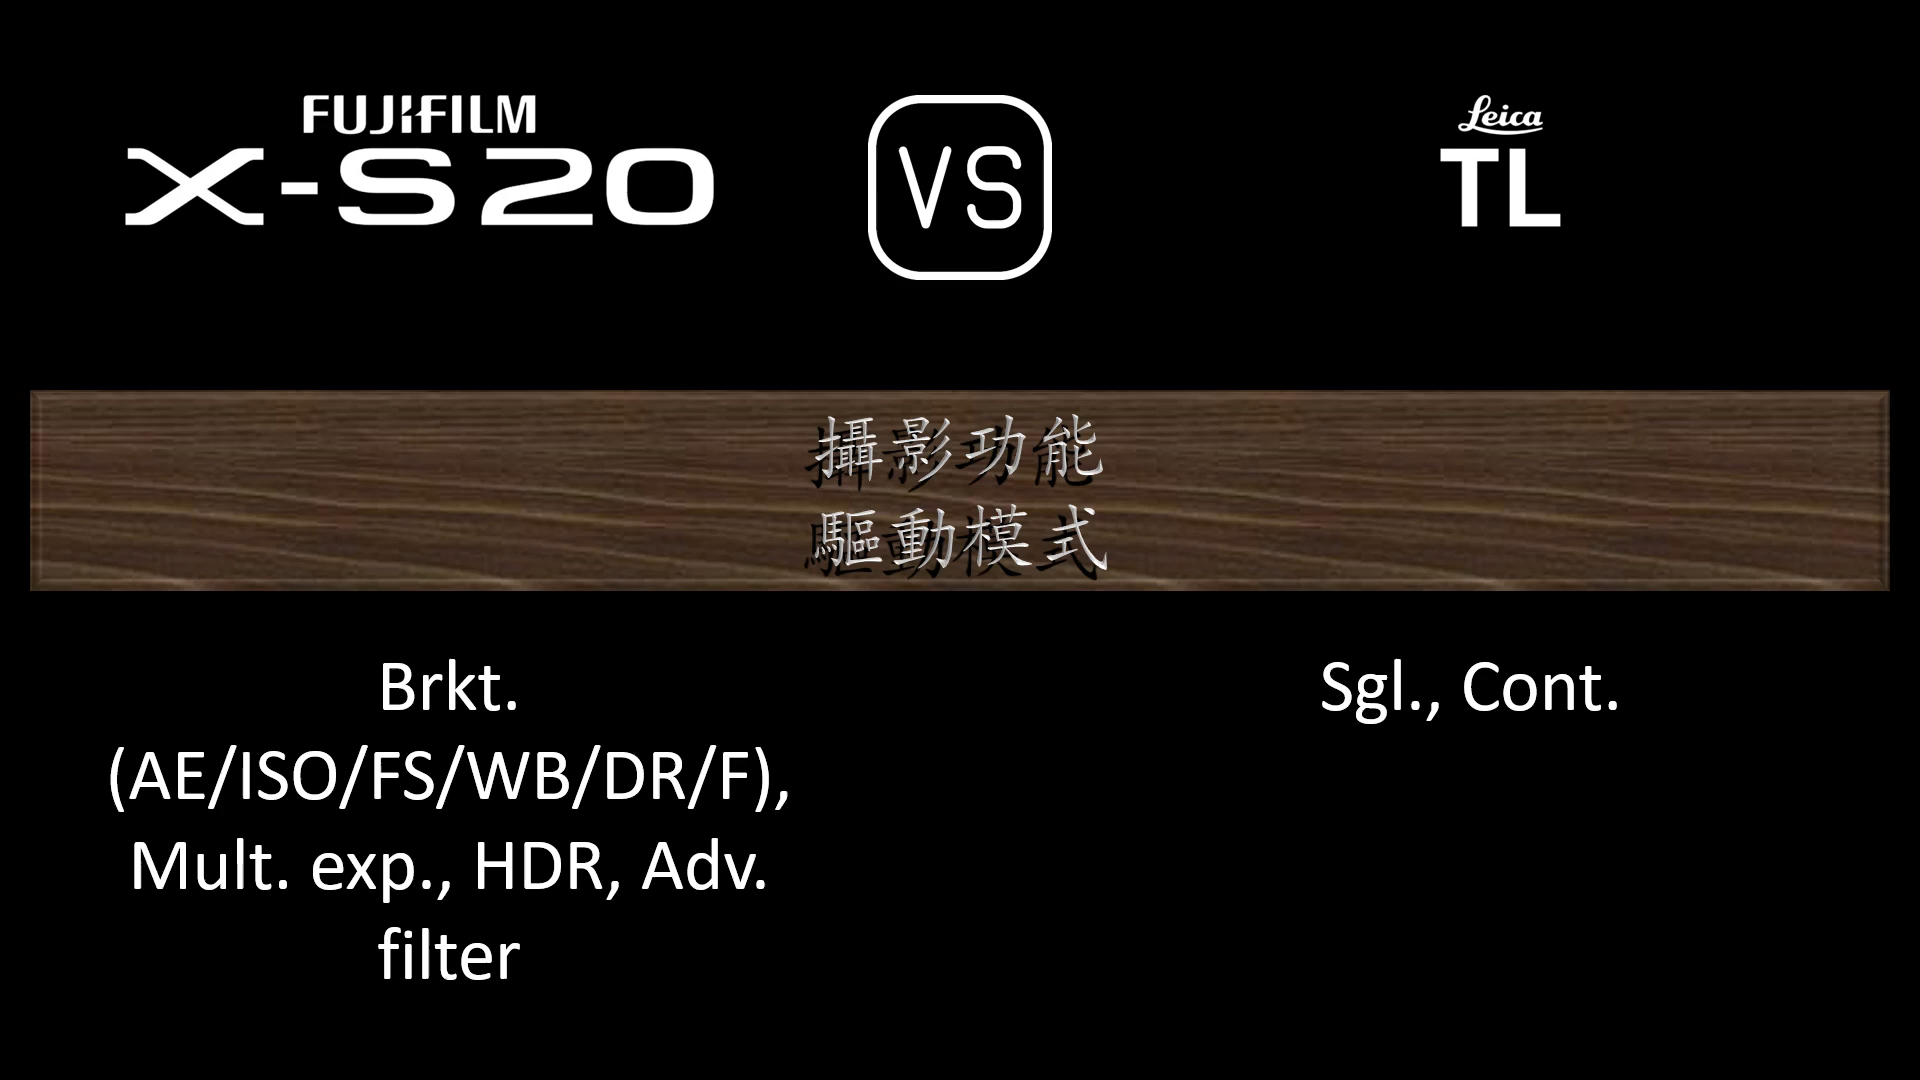 FUJIFILM
X-S20
VS
Leica
TL
攝影功能
驅動模式
Brkt.
(AE/ISO/FS/WB/DR/F),
Mult. exp., HDR, Adv.
filter
Sgl., Cont.